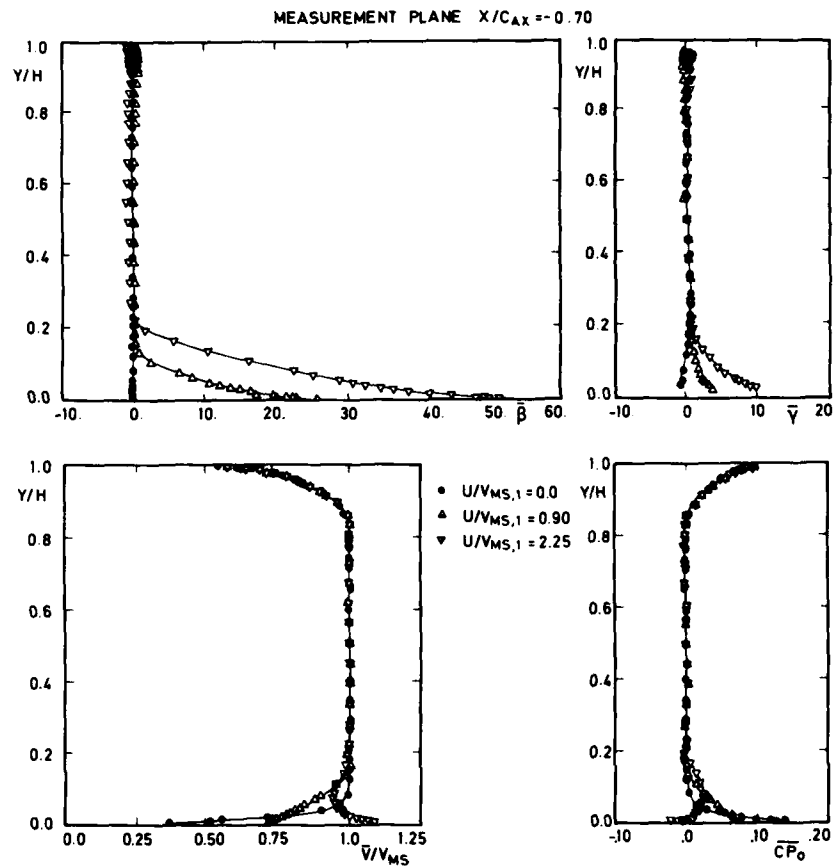 MEASUREMENT PLANE X/CAX = -0.70
1.0
Y/H
0.8
0.6
0.4
0.2
0.0
-10. 0. 10. 20. 30. 40. β̄ 50. 60.
1.0
Y/H
0.8
0.6
0.4
0.2
0.0
-10 0 10 γ̄ 20
1.0
Y/H
0.8
0.6
0.4
0.2
0.0
0.0 0.25 0.50 0.75 1.0 1.25
V̄/VMS
● U/VMS,1 = 0.0
△ U/VMS,1 = 0.90
▽ U/VMS,1 = 2.25
1.0
Y/H
0.8
0.6
0.4
0.2
0.0
-.10 .0 .10 .20
CP0